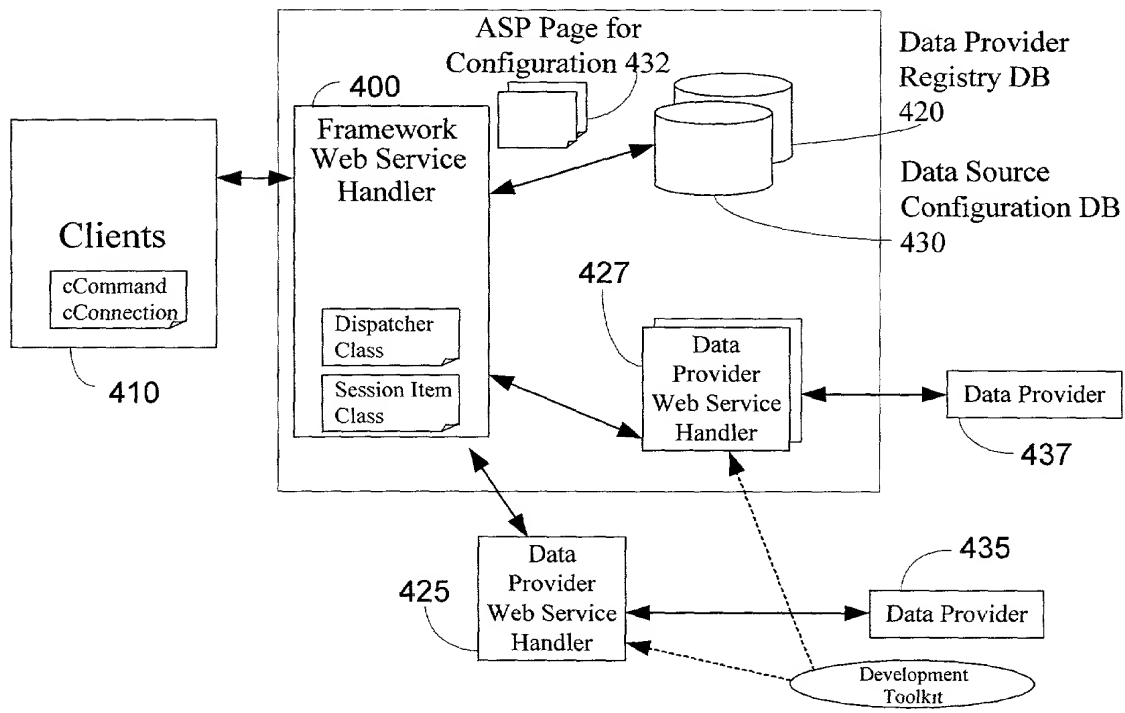 ASP Page for
Configuration 432
Data Provider
Registry DB
420
400
Framework
Web Service
Handler
Data Source
Configuration DB
430
Clients
cCommand
cConnection
410
427
Dispatcher
Class
Session Item
Class
Data
Provider
Web Service
Handler
Data Provider
437
Data
Provider
Web Service
Handler
425
435
Data Provider
Development
Toolkit